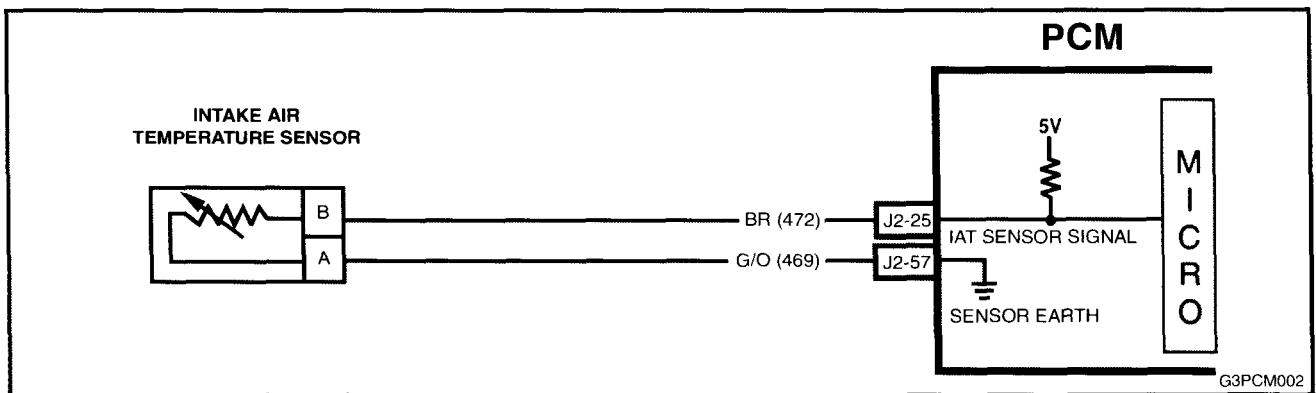 PCM
INTAKE AIR
TEMPERATURE SENSOR
5V
B
BR (472)
J2-25
IAT SENSOR SIGNAL
A
G/O (469)
J2-57
SENSOR EARTH
MICRO
G3PCM002